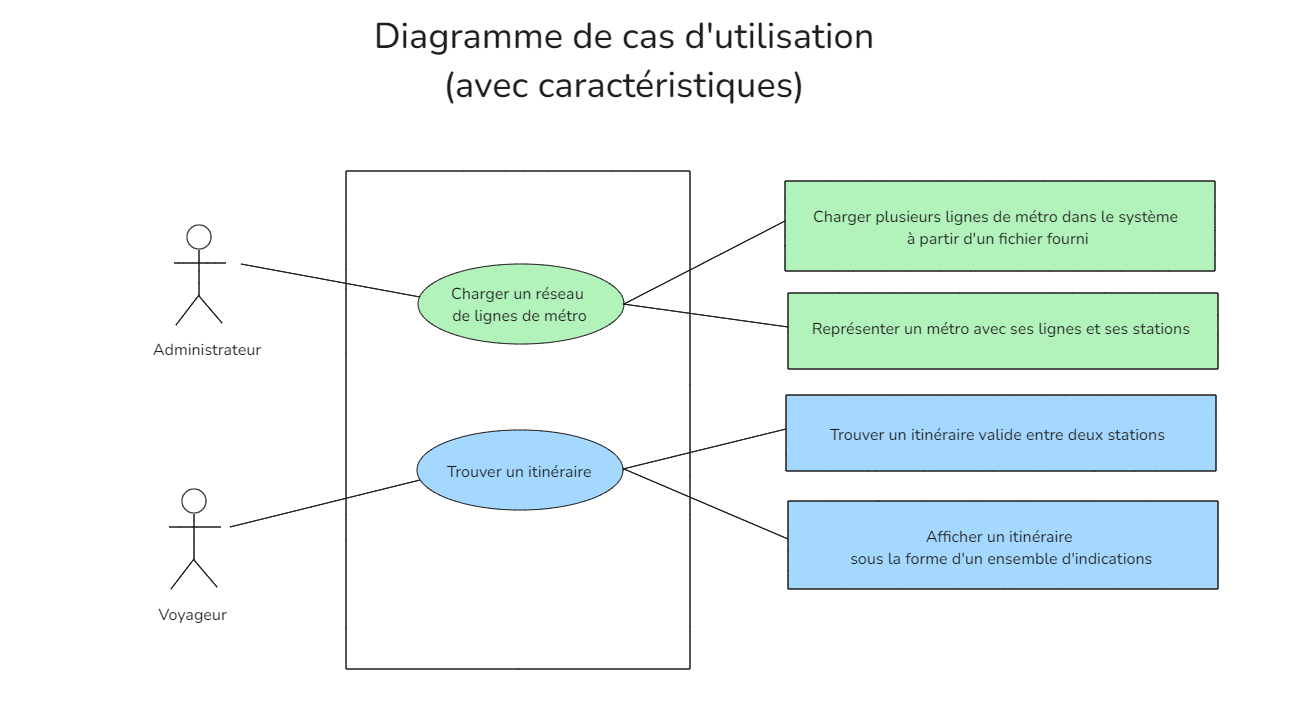 Diagramme de cas d'utilisation
(avec caractéristiques)
Administrateur
Charger un réseau
de lignes de métro
Charger plusieurs lignes de métro dans le système
à partir d'un fichier fourni
Représenter un métro avec ses lignes et ses stations
Voyageur
Trouver un itinéraire
Trouver un itinéraire valide entre deux stations
Afficher un itinéraire
sous la forme d'un ensemble d'indications